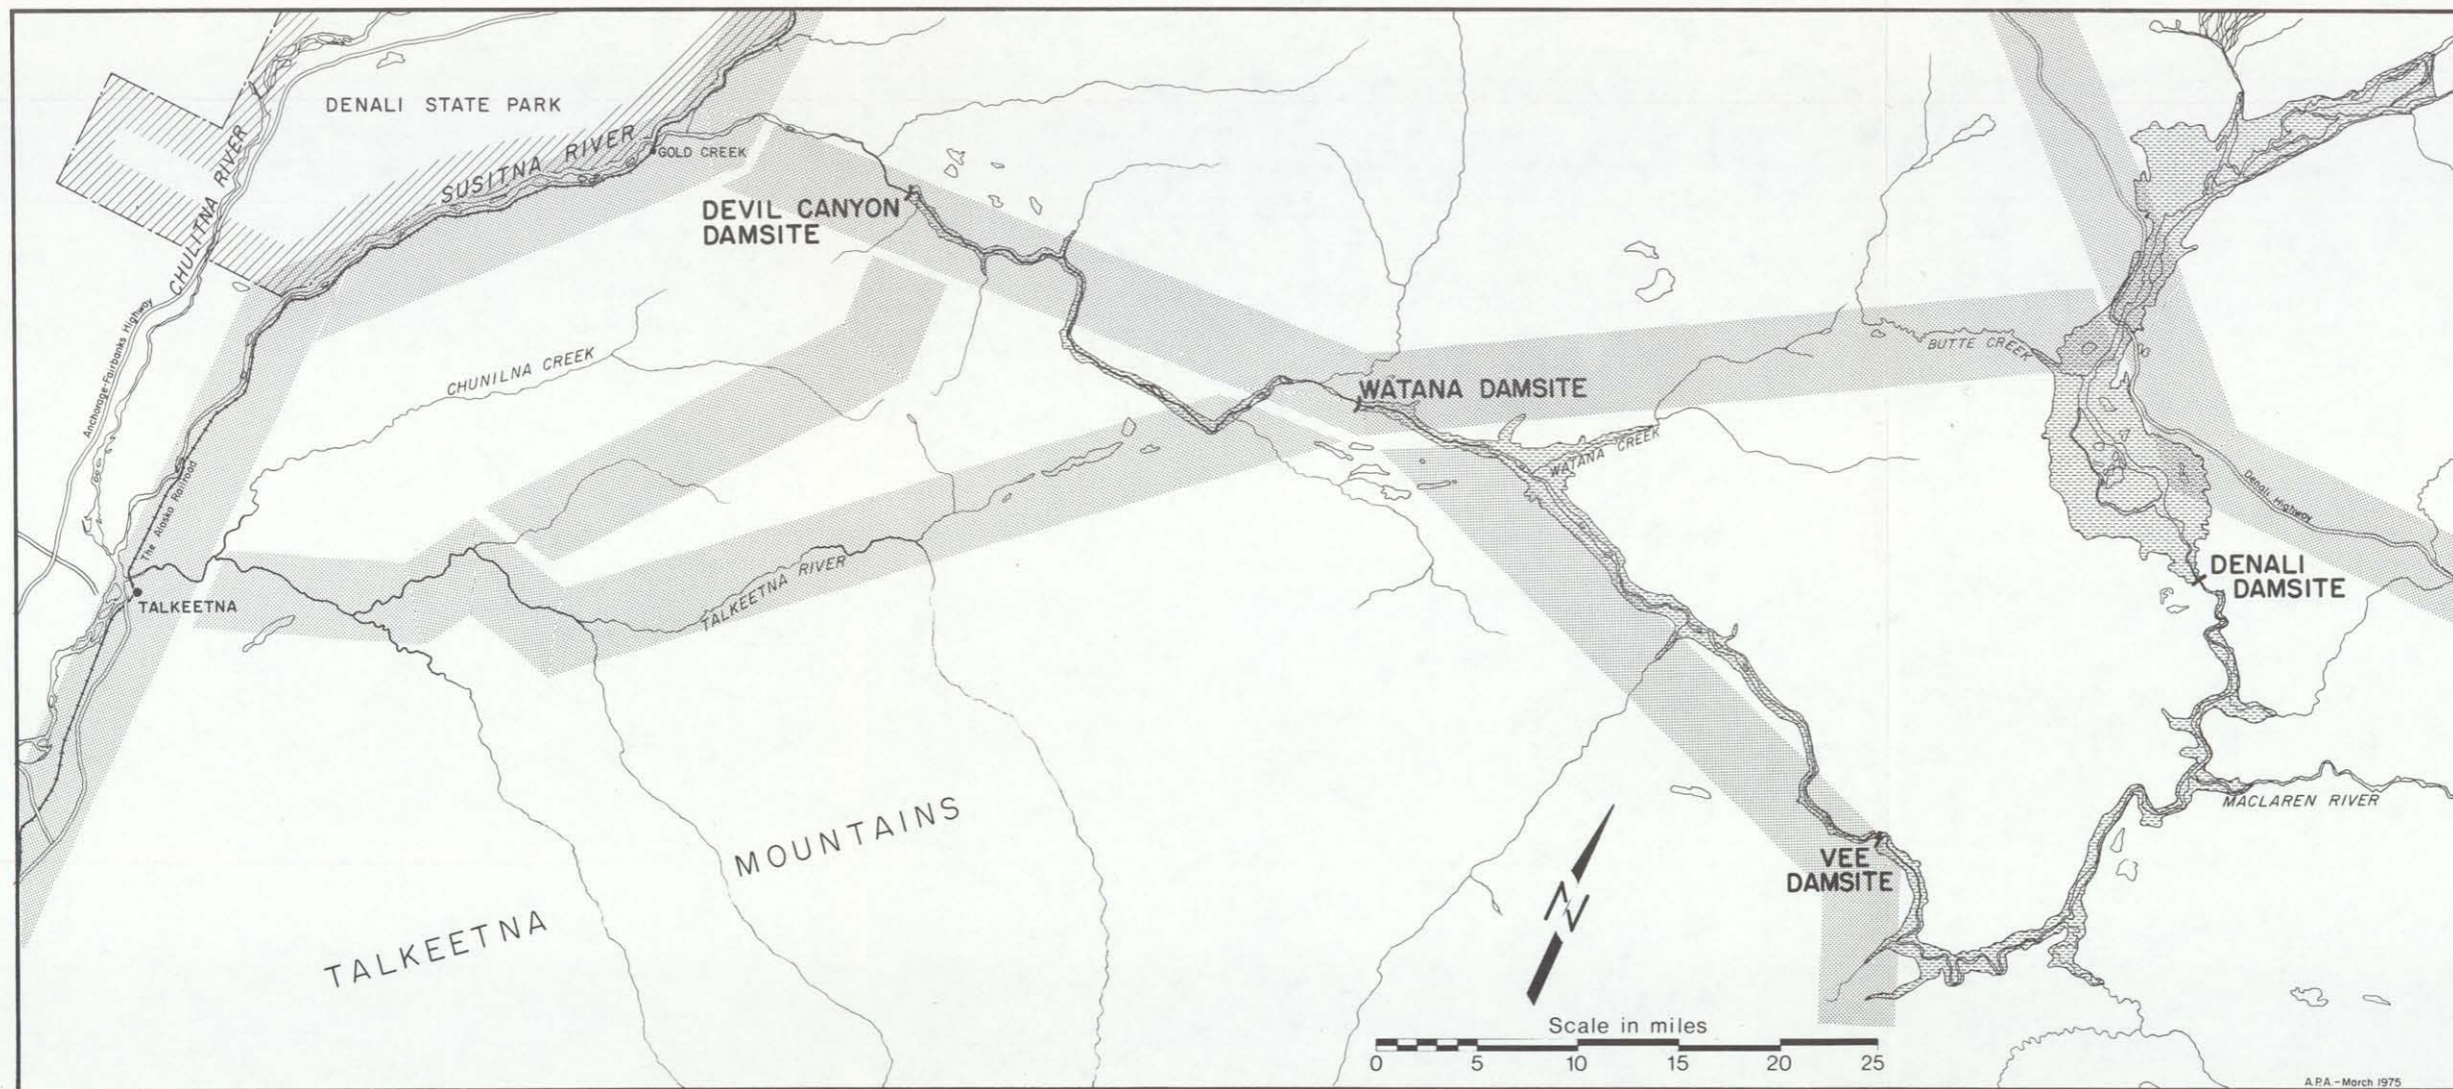 DENALI STATE PARK
CHULITNA RIVER
SUSITNA RIVER
GOLD CREEK
DEVIL CANYON
DAMSITE
Anchorage-Fairbanks Highway
CHUNILNA CREEK
BUTTE CREEK
WATANA DAMSITE
WATANA CREEK
The Alaska Railroad
Denali Highway
TALKEETNA
TALKEETNA RIVER
DENALI
DAMSITE
MACLAREN RIVER
MOUNTAINS
VEE
DAMSITE
TALKEETNA
N
Scale in miles
0 5 10 15 20 25
A.P.A.-March 1975